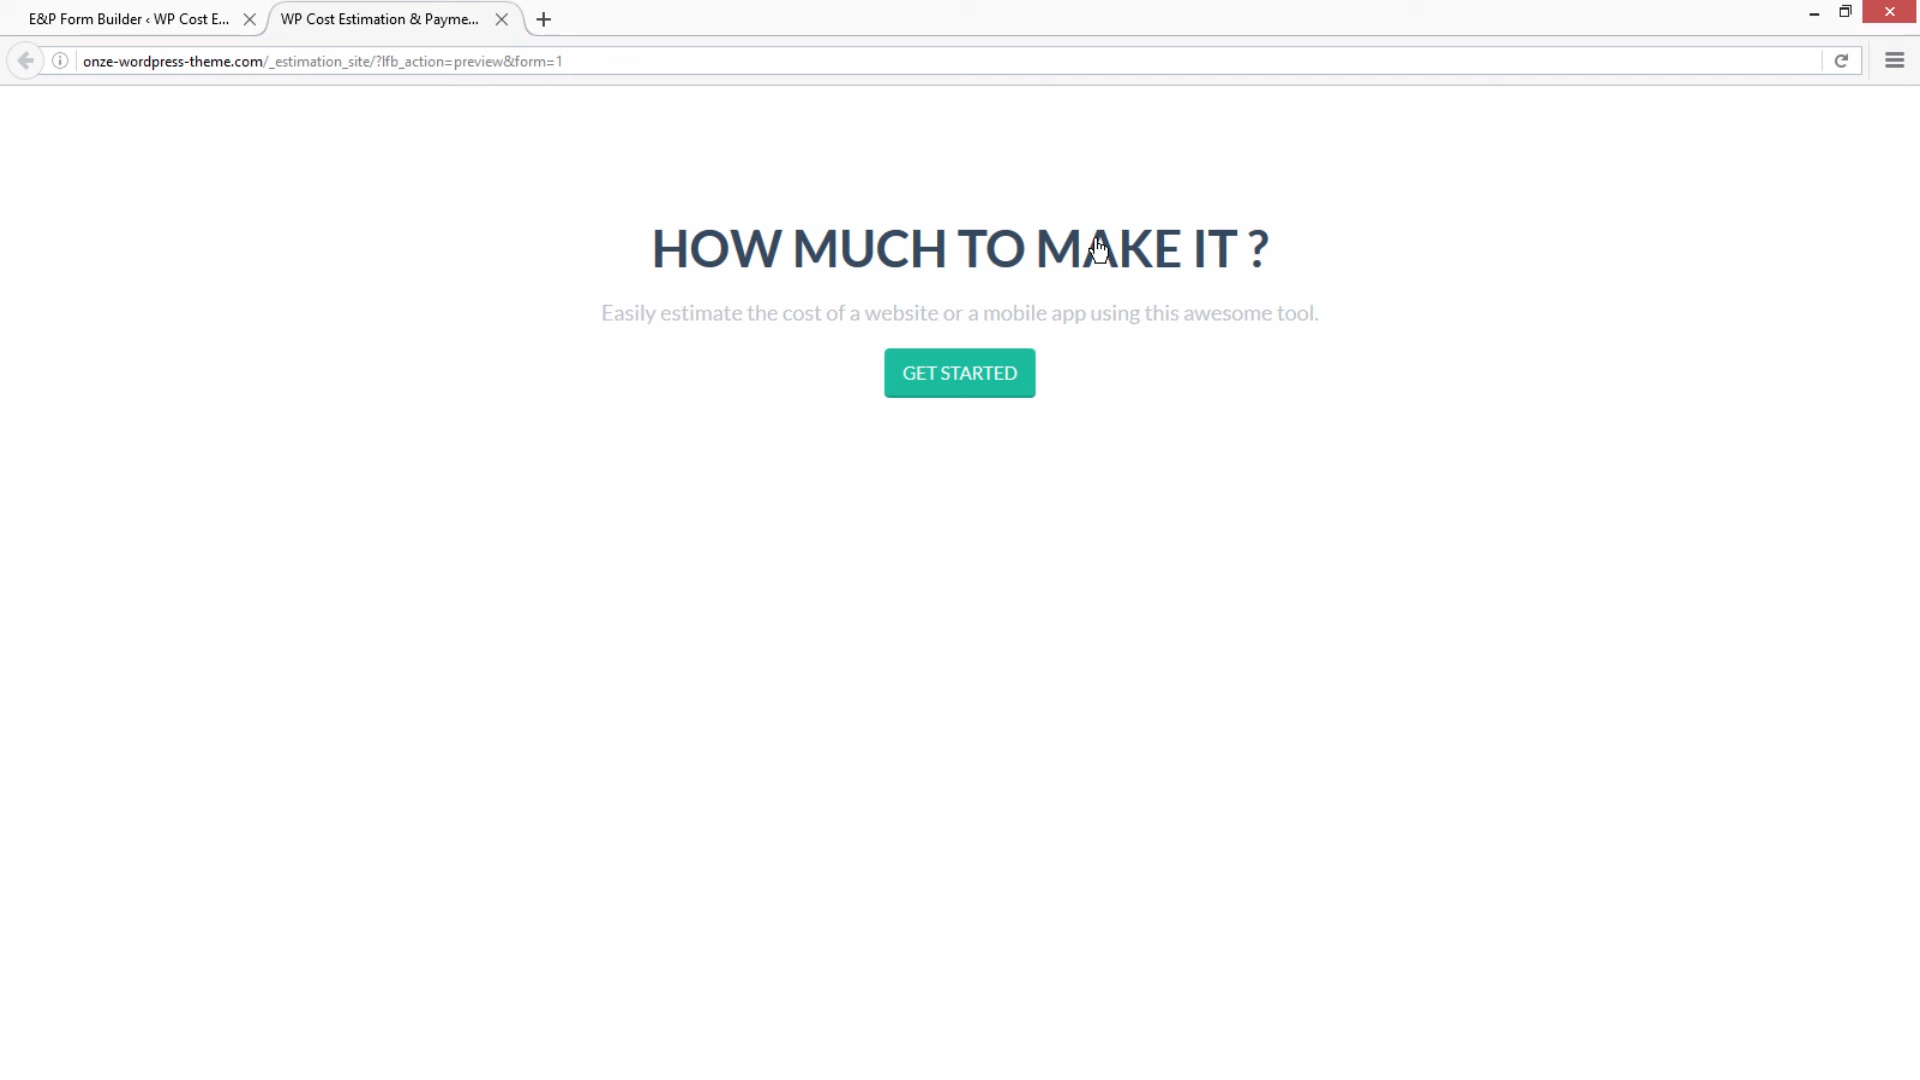 E&P Form Builder ‹ WP Cost E...
WP Cost Estimation & Payme...
onze-wordpress-theme.com/_estimation_site/?lfb_action=preview&form=1
HOW MUCH TO MAKE IT ?
Easily estimate the cost of a website or a mobile app using this awesome tool.
GET STARTED